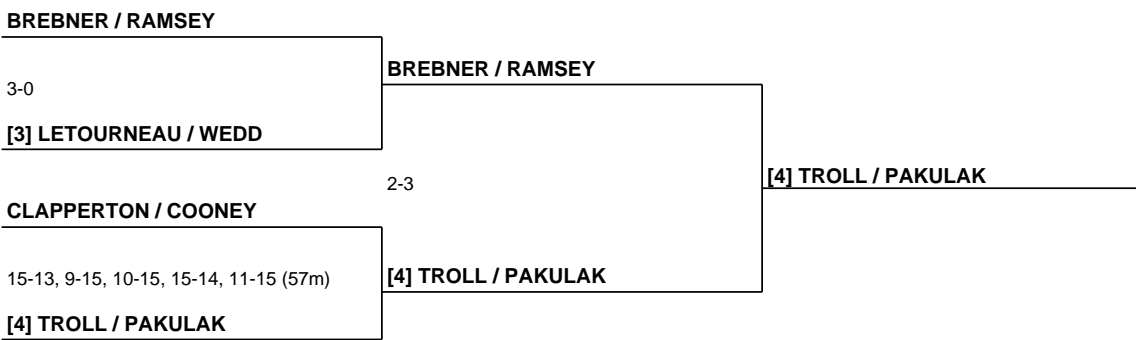 BREBNER / RAMSEY
3-0
[3] LETOURNEAU / WEDD
BREBNER / RAMSEY
2-3
[4] TROLL / PAKULAK
CLAPPERTON / COONEY
15-13, 9-15, 10-15, 15-14, 11-15 (57m)
[4] TROLL / PAKULAK
[4] TROLL / PAKULAK